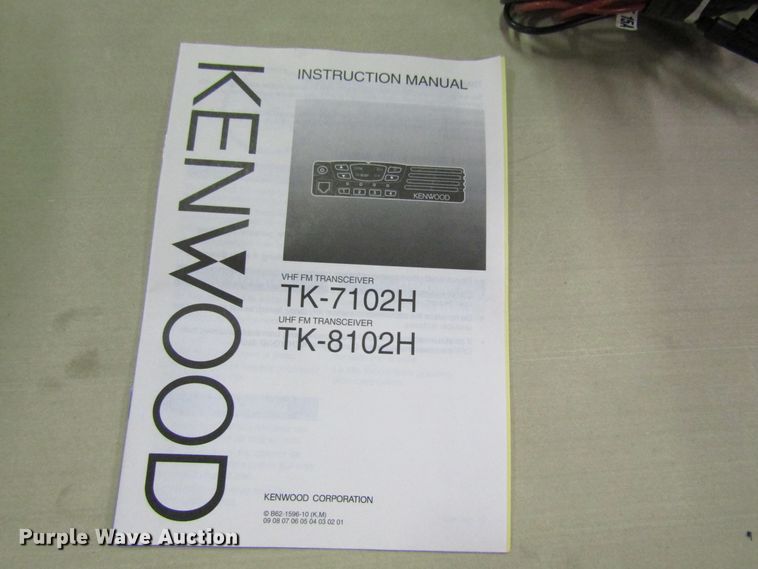 KENWOOD
INSTRUCTION MANUAL
KENWOOD
VHF FM TRANSCEIVER
TK-7102H
UHF FM TRANSCEIVER
TK-8102H
KENWOOD CORPORATION
© B62-1596-10 (K.M)
09 08 07 06 05 04 03 02 01
15A
Purple Wave Auction